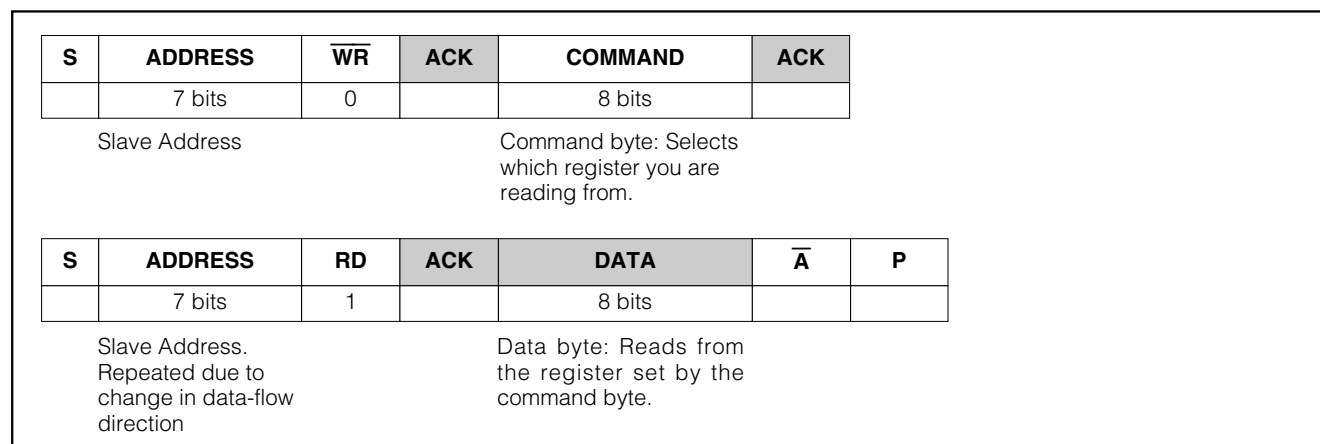 S ADDRESS W̅R̅ ACK COMMAND ACK
7 bits 0 8 bits
Slave Address
Command byte: Selects
which register you are
reading from.
S ADDRESS RD ACK DATA A̅ P
7 bits 1 8 bits
Slave Address.
Repeated due to
change in data-flow
direction
Data byte: Reads from
the register set by the
command byte.